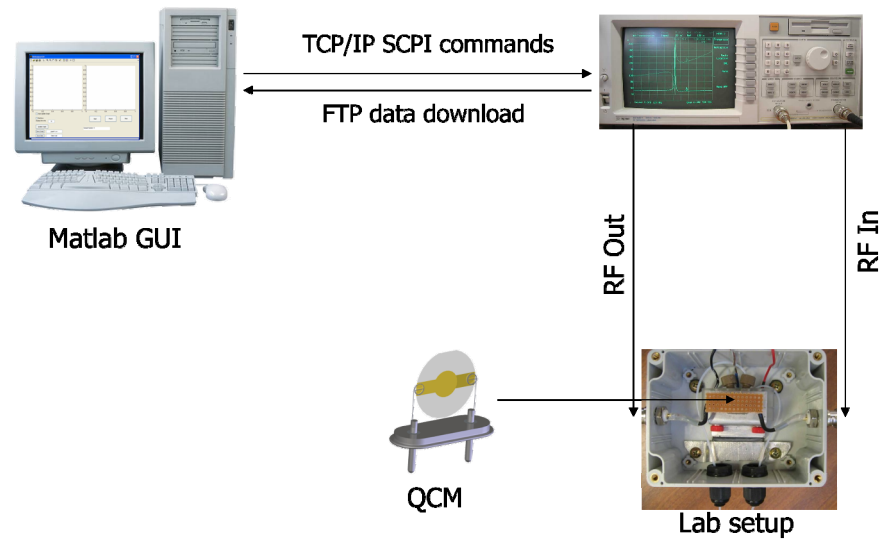 TCP/IP SCPI commands
FTP data download
Matlab GUI
RF Out
RF In
QCM
Lab setup